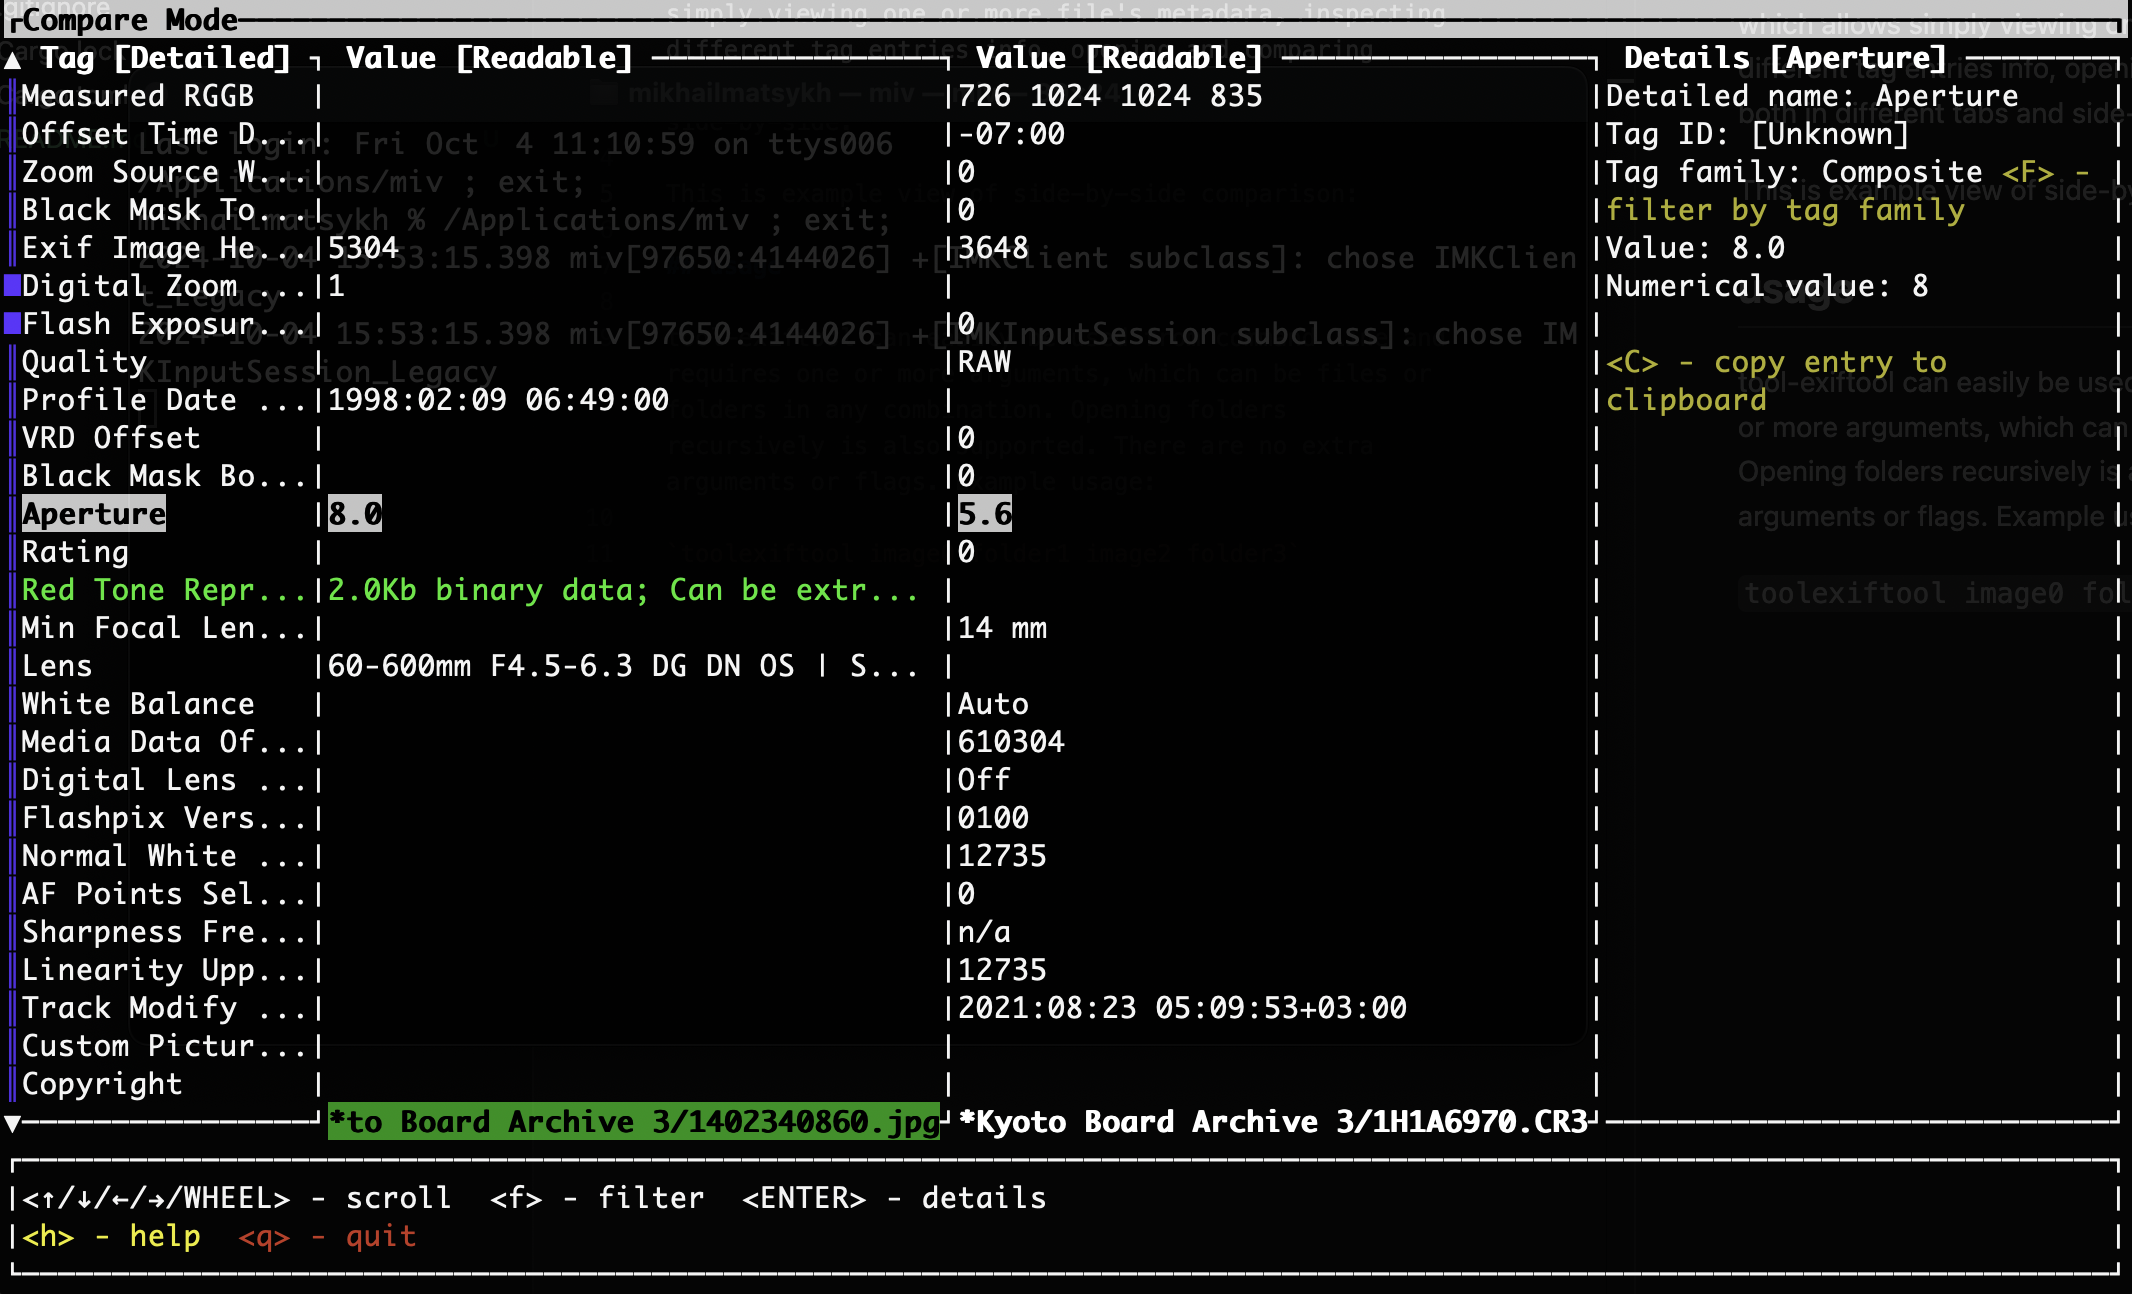 Compare Mode
Tag [Detailed] Value [Readable] Value [Readable] Details [Aperture]
Measured RGGB 726 1024 1024 835 Detailed name: Aperture
Offset Time D... -07:00 Tag ID: [Unknown]
Zoom Source W... 0 Tag family: Composite <F> -
Black Mask To... 0 filter by tag family
Exif Image He... 5304 3648 Value: 8.0
Digital Zoom ... 1 Numerical value: 8
Flash Exposur... 0
Quality RAW <C> - copy entry to
Profile Date ... 1998:02:09 06:49:00 clipboard
VRD Offset 0
Black Mask Bo... 0
Aperture 8.0 5.6
Rating 0
Red Tone Repr... 2.0Kb binary data; Can be extr...
Min Focal Len... 14 mm
Lens 60-600mm F4.5-6.3 DG DN OS | S...
White Balance Auto
Media Data Of... 610304
Digital Lens ... Off
Flashpix Vers... 0100
Normal White ... 12735
AF Points Sel... 0
Sharpness Fre... n/a
Linearity Upp... 12735
Track Modify ... 2021:08:23 05:09:53+03:00
Custom Pictur...
Copyright
*to Board Archive 3/1402340860.jpg *Kyoto Board Archive 3/1H1A6970.CR3
<↑/↓/←/→/WHEEL> - scroll <f> - filter <ENTER> - details
<h> - help <q> - quit